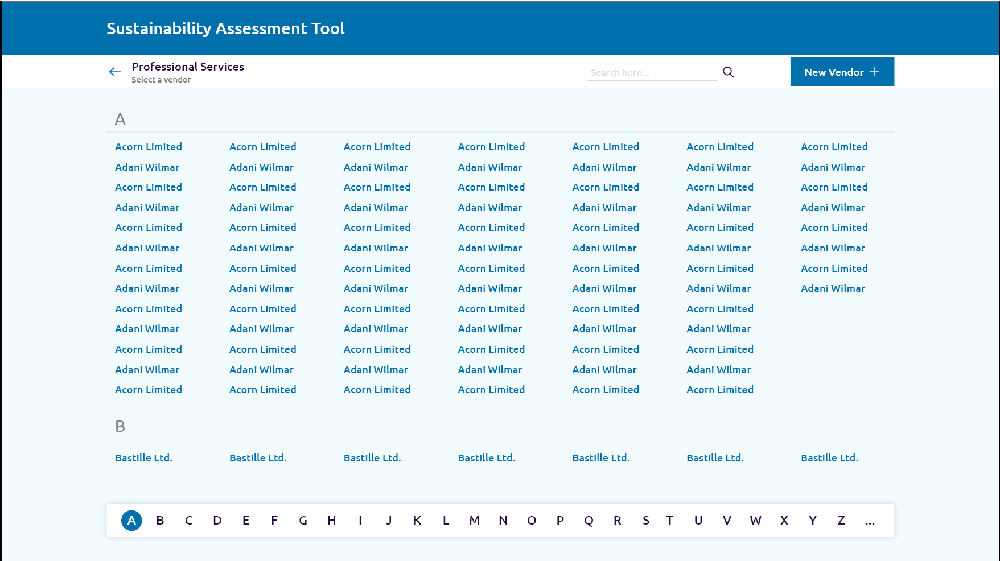 Sustainability Assessment Tool
Professional Services
Select a vendor
Search here...
New Vendor
A
Acorn Limited Acorn Limited Acorn Limited Acorn Limited Acorn Limited Acorn Limited Acorn Limited
Adani Wilmar Adani Wilmar Adani Wilmar Adani Wilmar Adani Wilmar Adani Wilmar Adani Wilmar
Acorn Limited Acorn Limited Acorn Limited Acorn Limited Acorn Limited Acorn Limited Acorn Limited
Adani Wilmar Adani Wilmar Adani Wilmar Adani Wilmar Adani Wilmar Adani Wilmar Adani Wilmar
Acorn Limited Acorn Limited Acorn Limited Acorn Limited Acorn Limited Acorn Limited Acorn Limited
Adani Wilmar Adani Wilmar Adani Wilmar Adani Wilmar Adani Wilmar Adani Wilmar Adani Wilmar
Acorn Limited Acorn Limited Acorn Limited Acorn Limited Acorn Limited Acorn Limited Acorn Limited
Adani Wilmar Adani Wilmar Adani Wilmar Adani Wilmar Adani Wilmar Adani Wilmar Adani Wilmar
Acorn Limited Acorn Limited Acorn Limited Acorn Limited Acorn Limited Acorn Limited
Adani Wilmar Adani Wilmar Adani Wilmar Adani Wilmar Adani Wilmar Adani Wilmar
Acorn Limited Acorn Limited Acorn Limited Acorn Limited Acorn Limited Acorn Limited
Adani Wilmar Adani Wilmar Adani Wilmar Adani Wilmar Adani Wilmar Adani Wilmar
Acorn Limited Acorn Limited Acorn Limited Acorn Limited Acorn Limited Acorn Limited
B
Bastille Ltd. Bastille Ltd. Bastille Ltd. Bastille Ltd. Bastille Ltd. Bastille Ltd. Bastille Ltd.
A B C D E F G H I J K L M N O P Q R S T U V W X Y Z ...